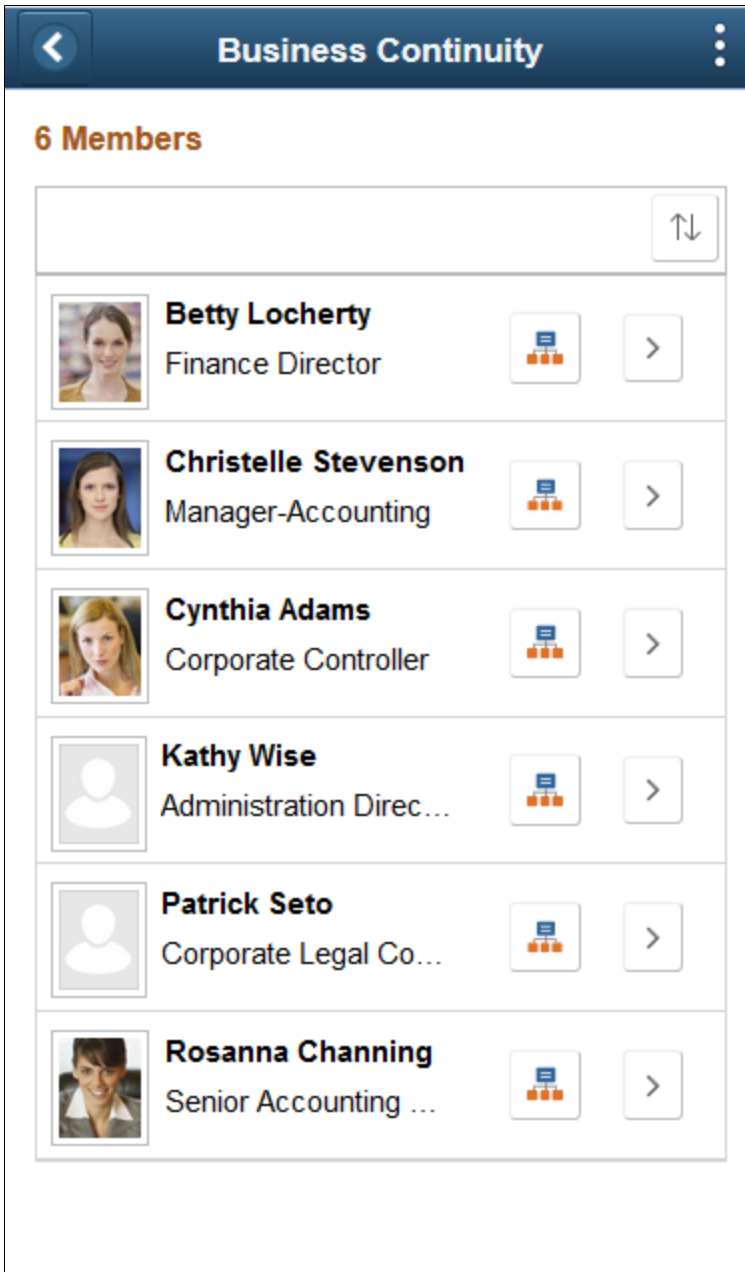 Business Continuity
6 Members
Betty Locherty
Finance Director
Christelle Stevenson
Manager-Accounting
Cynthia Adams
Corporate Controller
Kathy Wise
Administration Direc...
Patrick Seto
Corporate Legal Co...
Rosanna Channing
Senior Accounting ...